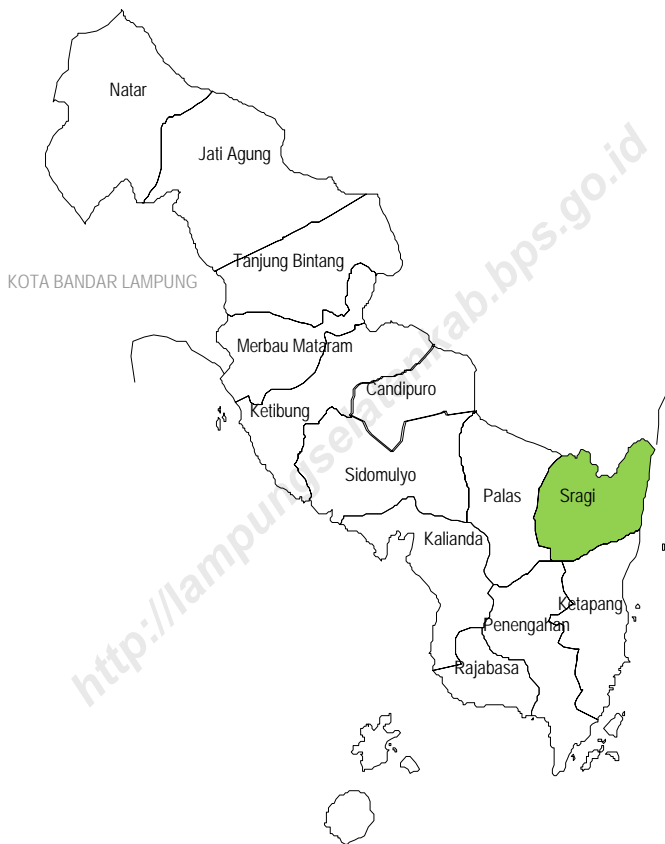 Natar
Jati Agung
Tanjung Bintang
KOTA BANDAR LAMPUNG
Merbau Mataram
Candipuro
Ketibung
Sidomulyo
Palas
Sragi
Kalianda
Ketapang
Penengahan
Rajabasa
http://lampungselatankab.bps.go.id